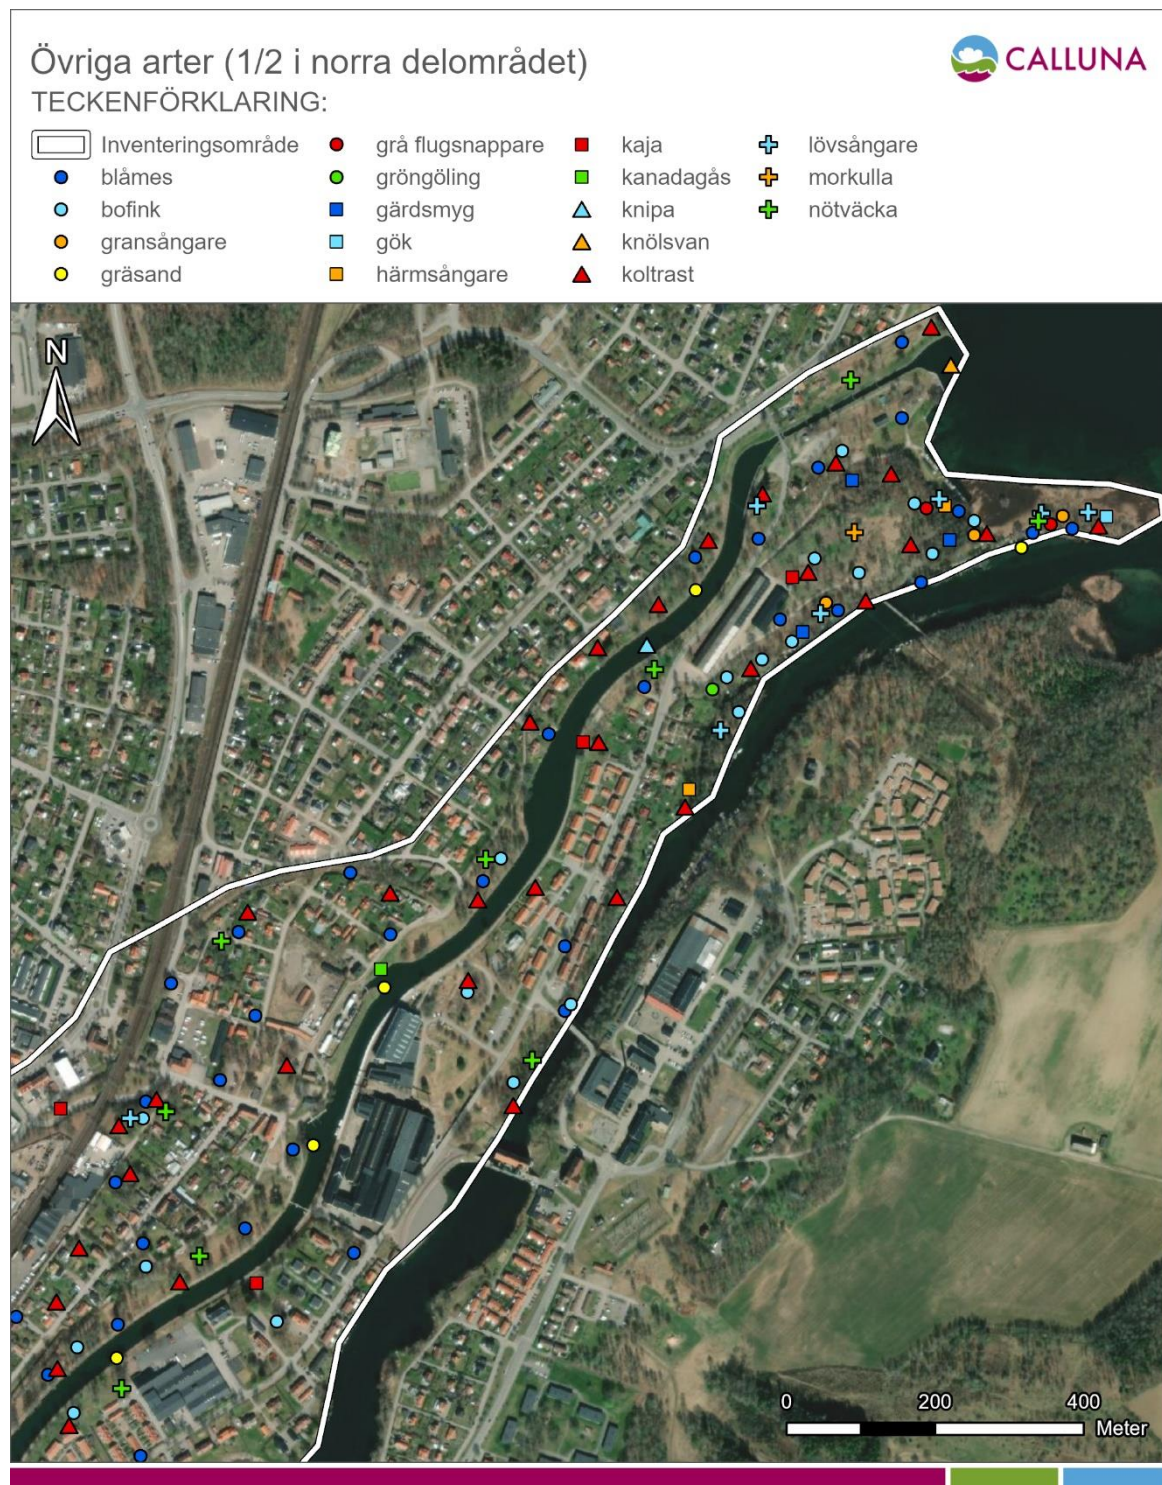 Övriga arter (1/2 i norra delområdet)
CALLUNA
TECKENFÖRKLARING:
Inventeringsområde
blåmes
bofink
gransångare
gräsand
grå flugsnappare
gröngöling
gärdsmyg
gök
härmsångare
kaja
kanadagås
knipa
knölsvan
koltrast
lövsångare
morkulla
nötväcka
N
0 200 400
Meter